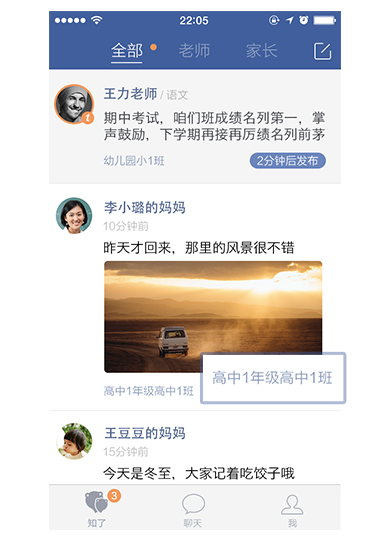 22:05
全部 老师 家长
王力老师 / 语文
期中考试，咱们班成绩名列第一，掌
声鼓励，下学期再接再厉绩名列前茅
幼儿园小1班 2分钟后发布
李小璐的妈妈
10分钟前
昨天才回来，那里的风景很不错
高中1年级高中1班
高中1年级高中1班
王豆豆的妈妈
15分钟前
今天是冬至，大家记着吃饺子哦
3
知了 聊天 我